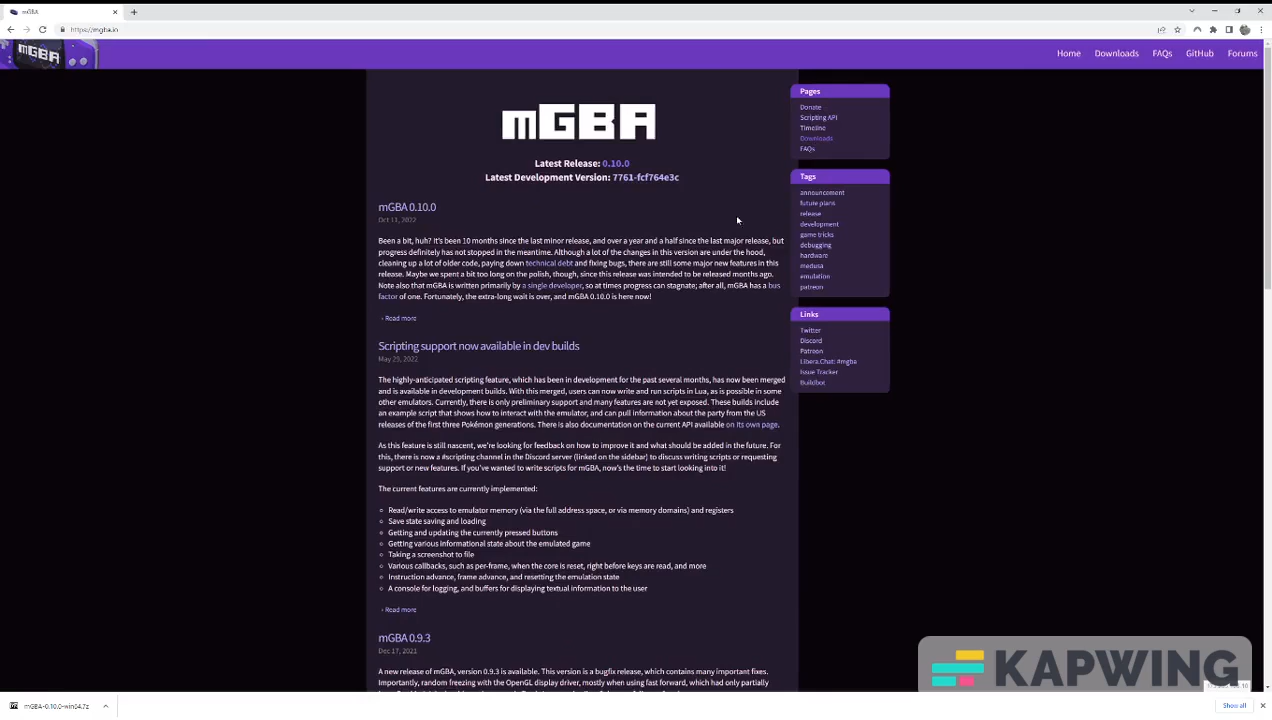 mGBA
https://mgba.io
mGBA
Home Downloads FAQs GitHub Forums
mGBA
Latest Release: 0.10.0
Latest Development Version: 7761-fcf764e3c
mGBA 0.10.0
Oct 11, 2022
Been a bit, huh? It's been 10 months since the last minor release, and over a year and a half since the last major release, but
progress definitely has not stopped in the meantime. Although a lot of the changes in this version are under the hood,
cleaning up a lot of older code, paying down technical debt and fixing bugs, there are still some major new features in this
release. Maybe we spent a bit too long on the polish, though, since this release was intended to be released months ago.
Note also that mGBA is written primarily by a single developer, so at times progress can stagnate; after all, mGBA has a bus
factor of one. Fortunately, the extra-long wait is over, and mGBA 0.10.0 is here now!
› Read more
Scripting support now available in dev builds
May 29, 2022
The highly-anticipated scripting feature, which has been in development for the past several months, has now been merged
and is available in development builds. With this merged, users can now write and run scripts in Lua, as is possible in some
other emulators. Currently, there is only preliminary support and many features are not yet exposed. These builds include
an example script that shows how to interact with the emulator, and can pull information about the party from the US
releases of the first three Pokémon generations. There is also documentation on the current API available on its own page.
As this feature is still nascent, we're looking for feedback on how to improve it and what should be added in the future. For
this, there is now a #scripting channel in the Discord server (linked on the sidebar) to discuss writing scripts or requesting
support or new features. If you've wanted to write scripts for mGBA, now's the time to start looking into it!
The current features are currently implemented:
Read/write access to emulator memory (via the full address space, or via memory domains) and registers
Save state saving and loading
Getting and updating the currently pressed buttons
Getting various informational state about the emulated game
Taking a screenshot to file
Various callbacks, such as per-frame, when the core is reset, right before keys are read, and more
Instruction advance, frame advance, and resetting the emulation state
A console for logging, and buffers for displaying textual information to the user
› Read more
mGBA 0.9.3
Dec 17, 2021
A new release of mGBA, version 0.9.3 is available. This version is a bugfix release, which contains many important fixes.
Importantly, random freezing with the OpenGL display driver, mostly when using fast forward, which had only partially
Pages
Donate
Scripting API
Timeline
Downloads
FAQs
Tags
announcement
future plans
release
development
game tricks
debugging
hardware
medusa
emulation
patreon
Links
Twitter
Discord
Patreon
Libera.Chat: #mgba
Issue Tracker
Buildbot
KAPWING
mGBA-0.10.0-win64.7z
Show all